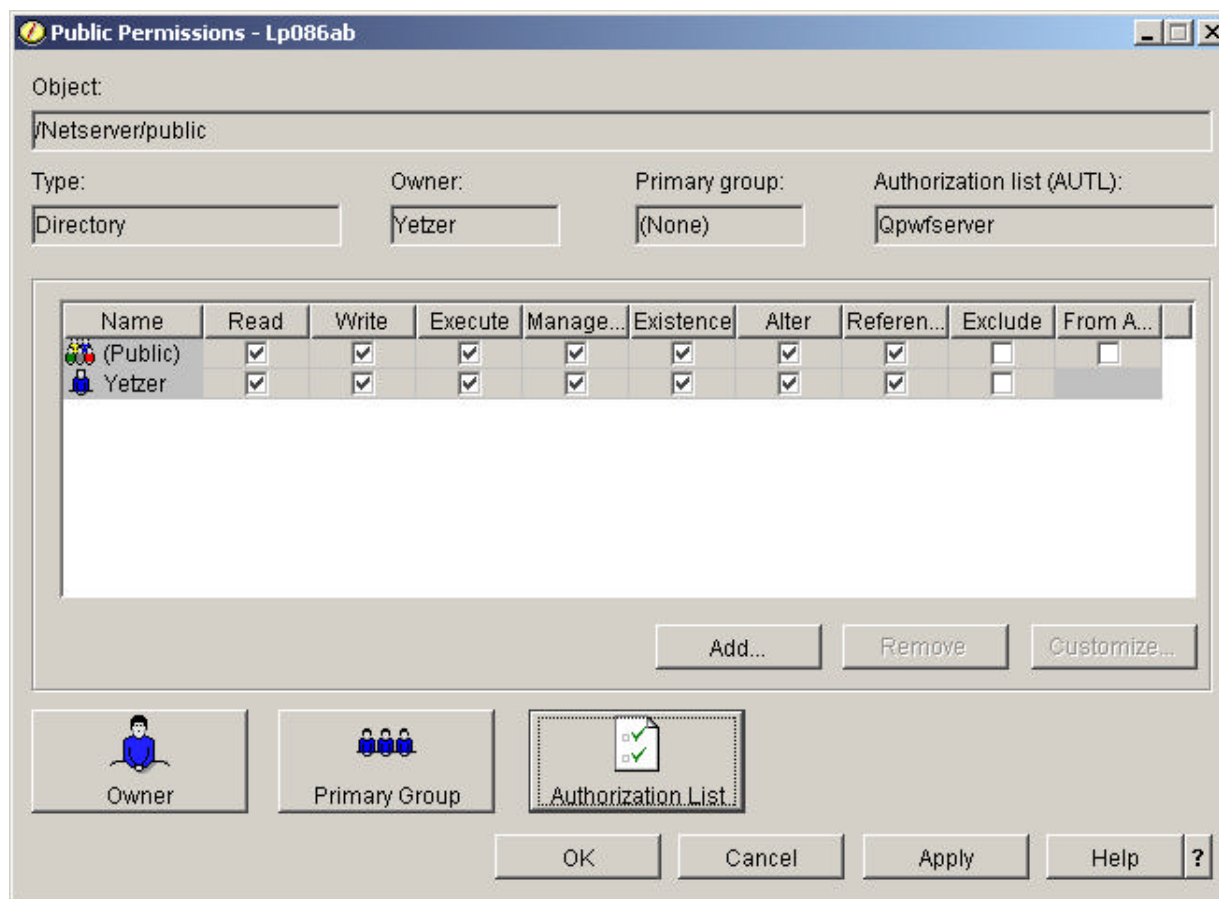 Public Permissions - Lp086ab
Object:
/Netserver/public
Type: Owner: Primary group: Authorization list (AUTL):
Directory Yetzer (None) Qpwfserver
Name Read Write Execute Manage... Existence Alter Referen... Exclude From A...
(Public)
Yetzer
Add... Remove Customize...
Owner Primary Group Authorization List
OK Cancel Apply Help ?